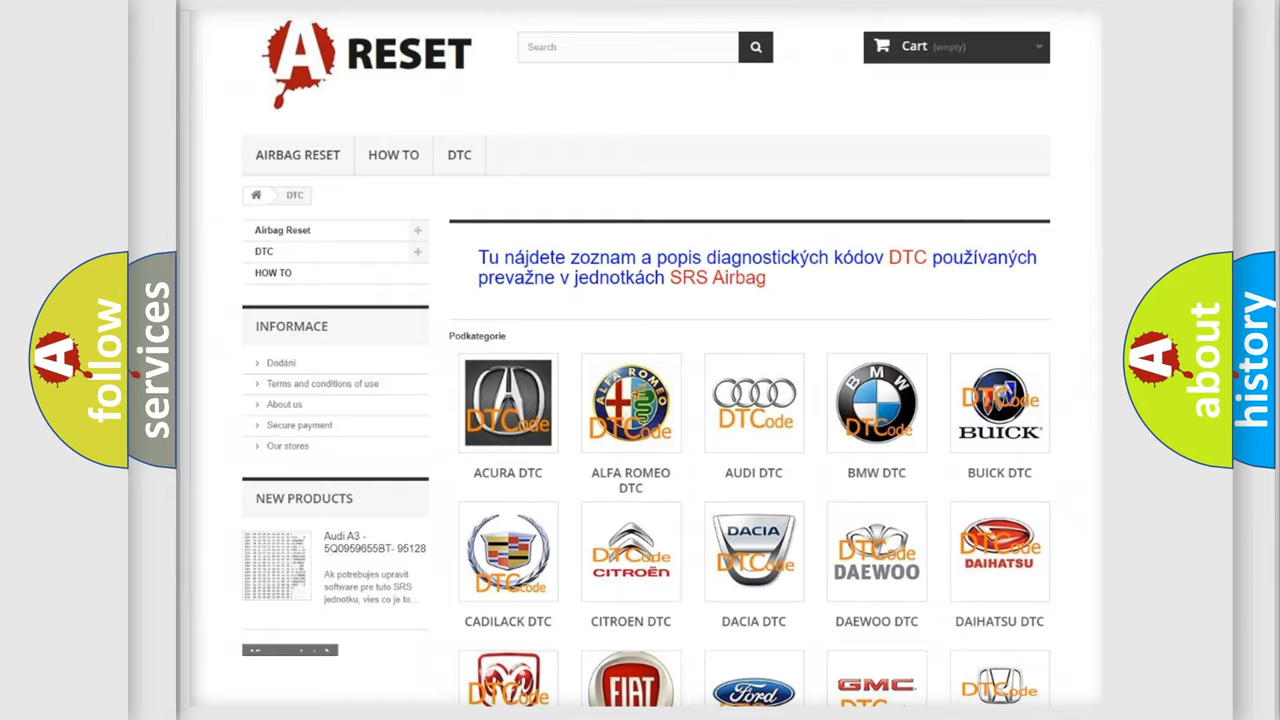 A RESET
Search
Cart (empty)
AIRBAG RESET
HOW TO
DTC
DTC
Airbag Reset
DTC
HOW TO
Tu nájdete zoznam a popis diagnostických kódov DTC používaných
prevažne v jednotkách SRS Airbag
INFORMACE
Dodání
Terms and conditions of use
About us
Secure payment
Our stores
NEW PRODUCTS
Audi A3 -
5Q0959655BT- 95128
Ak potrebujes upravit
software pre tuto SRS
jednotku, vies co je to...
Podkategorie
DTCode
ALFA ROMEO
DTCode
DTCode
BMW
DTCode
DTCode
BUICK
ACURA DTC
ALFA ROMEO
DTC
AUDI DTC
BMW DTC
BUICK DTC
DTCode
DTCode
CITROËN
DACIA
DTCode
DTCode
DAEWOO
DTCode
DAIHATSU
CADILACK DTC
CITROEN DTC
DACIA DTC
DAEWOO DTC
DAIHATSU DTC
DTCode
FIAT
Ford
GMC
DTCode
A follow
services
A about
history